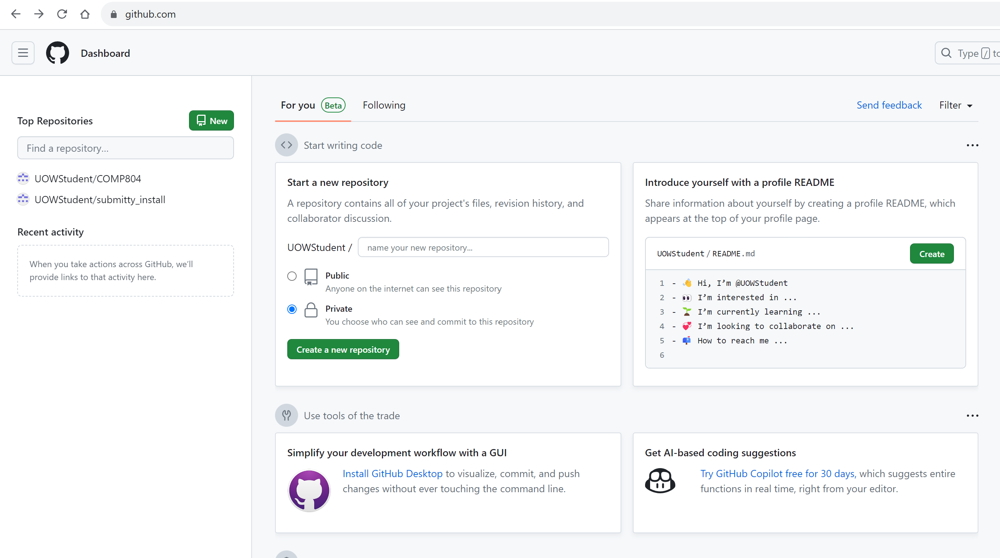 github.com
Dashboard
Type / to
Top Repositories
New
Find a repository...
UOWStudent/COMP804
UOWStudent/submitty_install
Recent activity
When you take actions across GitHub, we’ll
provide links to that activity here.
For you Beta Following
Send feedback Filter
Start writing code
Start a new repository
A repository contains all of your project's files, revision history, and
collaborator discussion.
UOWStudent / name your new repository...
Public
Anyone on the internet can see this repository
Private
You choose who can see and commit to this repository
Create a new repository
Introduce yourself with a profile README
Share information about yourself by creating a profile README, which
appears at the top of your profile page.
UOWStudent / README.md
Create
1 - 👋 Hi, I’m @UOWStudent
2 - 👀 I’m interested in ...
3 - 🌱 I’m currently learning ...
4 - 💞️ I’m looking to collaborate on ...
5 - 📫 How to reach me ...
6
Use tools of the trade
Simplify your development workflow with a GUI
Install GitHub Desktop to visualize, commit, and push
changes without ever touching the command line.
Get AI-based coding suggestions
Try GitHub Copilot free for 30 days, which suggests entire
functions in real time, right from your editor.